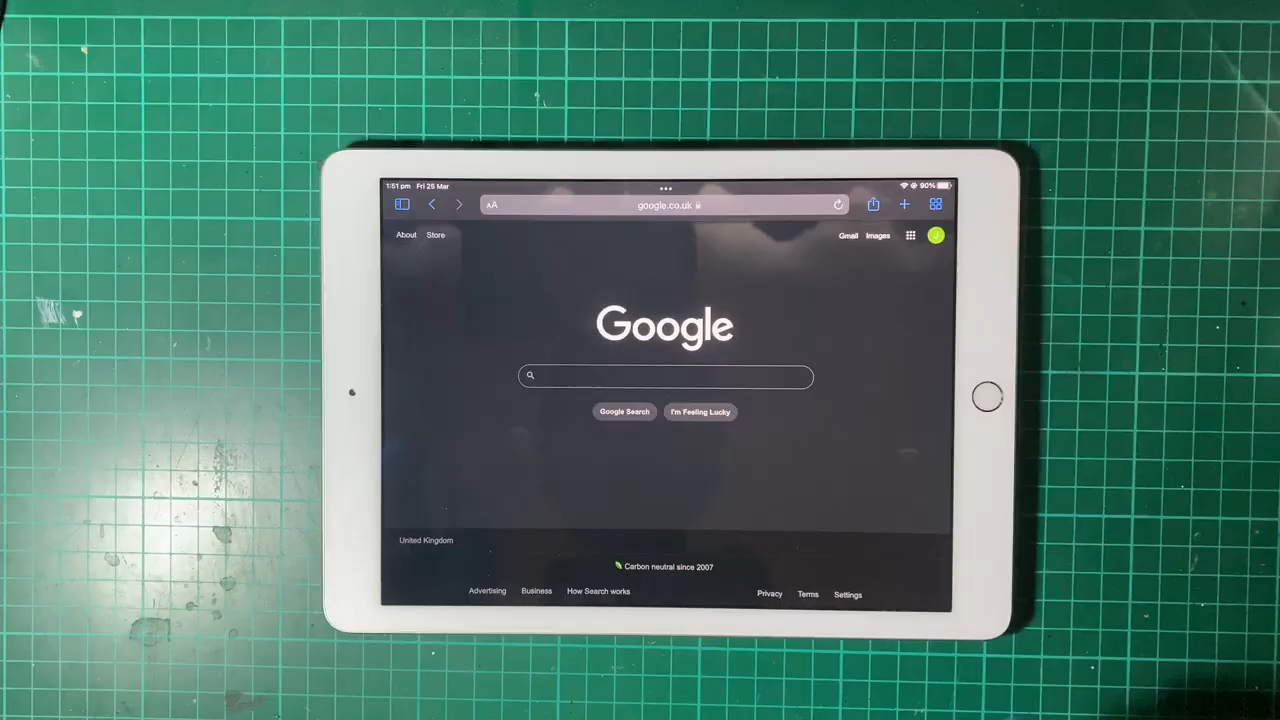 1:51 pm Fri 25 Mar 90%
AA google.co.uk
About Store Gmail Images J
Google
Google Search I'm Feeling Lucky
United Kingdom
Carbon neutral since 2007
Advertising Business How Search works Privacy Terms Settings